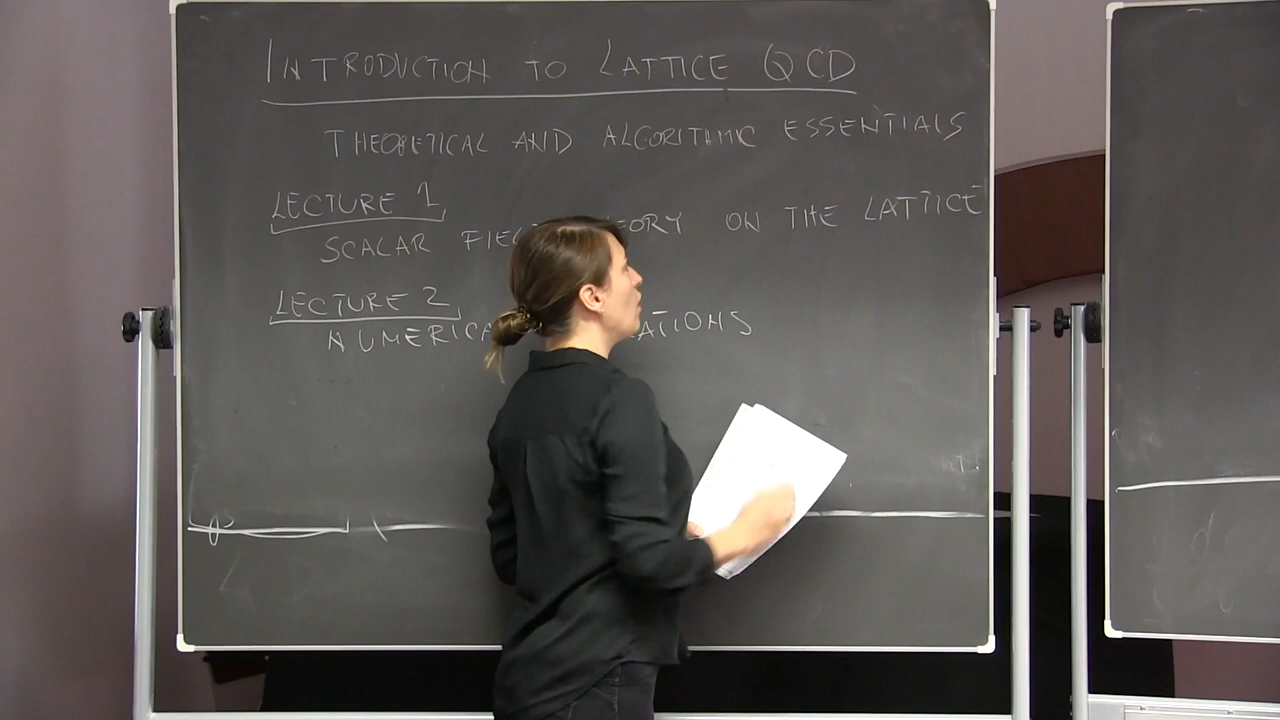 INTRODUCTION TO LATTICE QCD
THEORETICAL AND ALGORITHMIC ESSENTIALS
LECTURE 1
SCALAR ON THE LATTICE
LECTURE 2